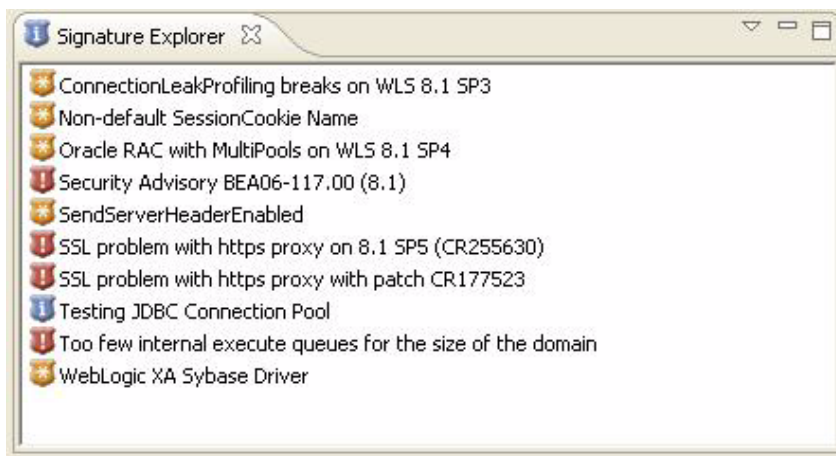 Signature Explorer
ConnectionLeakProfiling breaks on WLS 8.1 SP3
Non-default SessionCookie Name
Oracle RAC with MultiPools on WLS 8.1 SP4
Security Advisory BEA06-117.00 (8.1)
SendServerHeaderEnabled
SSL problem with https proxy on 8.1 SP5 (CR255630)
SSL problem with https proxy with patch CR177523
Testing JDBC Connection Pool
Too few internal execute queues for the size of the domain
WebLogic XA Sybase Driver